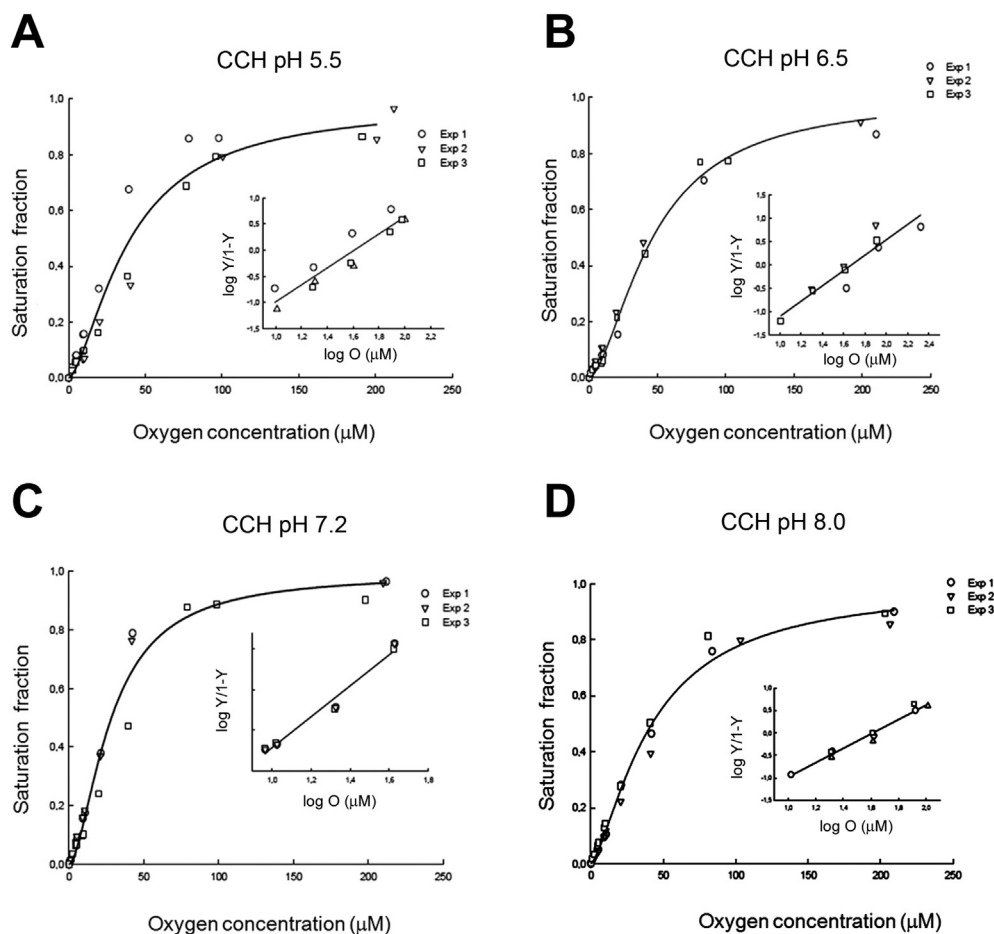 A
CCH pH 5.5
Saturation fraction
1,0
0,8
0,6
0,4
0,2
0,0
0 50 100 150 200 250
Oxygen concentration (μM)
Exp 1
Exp 2
Exp 3
log Y/1-Y
1,0
0,5
0,0
-0,5
-1,0
-1,5
1,0 1,2 1,4 1,6 1,8 2,0 2,2
log O (μM)
B
CCH pH 6.5
Saturation fraction
1,0
0,8
0,6
0,4
0,2
0,0
0 50 100 150 200 250
Oxygen concentration (μM)
Exp 1
Exp 2
Exp 3
log Y/1-Y
1,5
1,0
0,5
0,0
-0,5
-1,0
-1,5
1,0 1,2 1,4 1,6 1,8 2,0 2,2 2,4
log O (μM)
C
CCH pH 7.2
Saturation fraction
1,0
0,8
0,6
0,4
0,2
0,0
0 50 100 150 200 250
Oxygen concentration (μM)
Exp 1
Exp 2
Exp 3
log Y/1-Y
1,0 1,2 1,4 1,6 1,8
log O (μM)
D
CCH pH 8.0
Saturation fraction
1,0
0,8
0,6
0,4
0,2
0,0
0 50 100 150 200 250
Oxygen concentration (μM)
Exp 1
Exp 2
Exp 3
log Y/1-Y
1,0
0,5
0,0
-0,5
-1,0
-1,5
1,0 1,2 1,4 1,6 1,8 2,0
log O (μM)